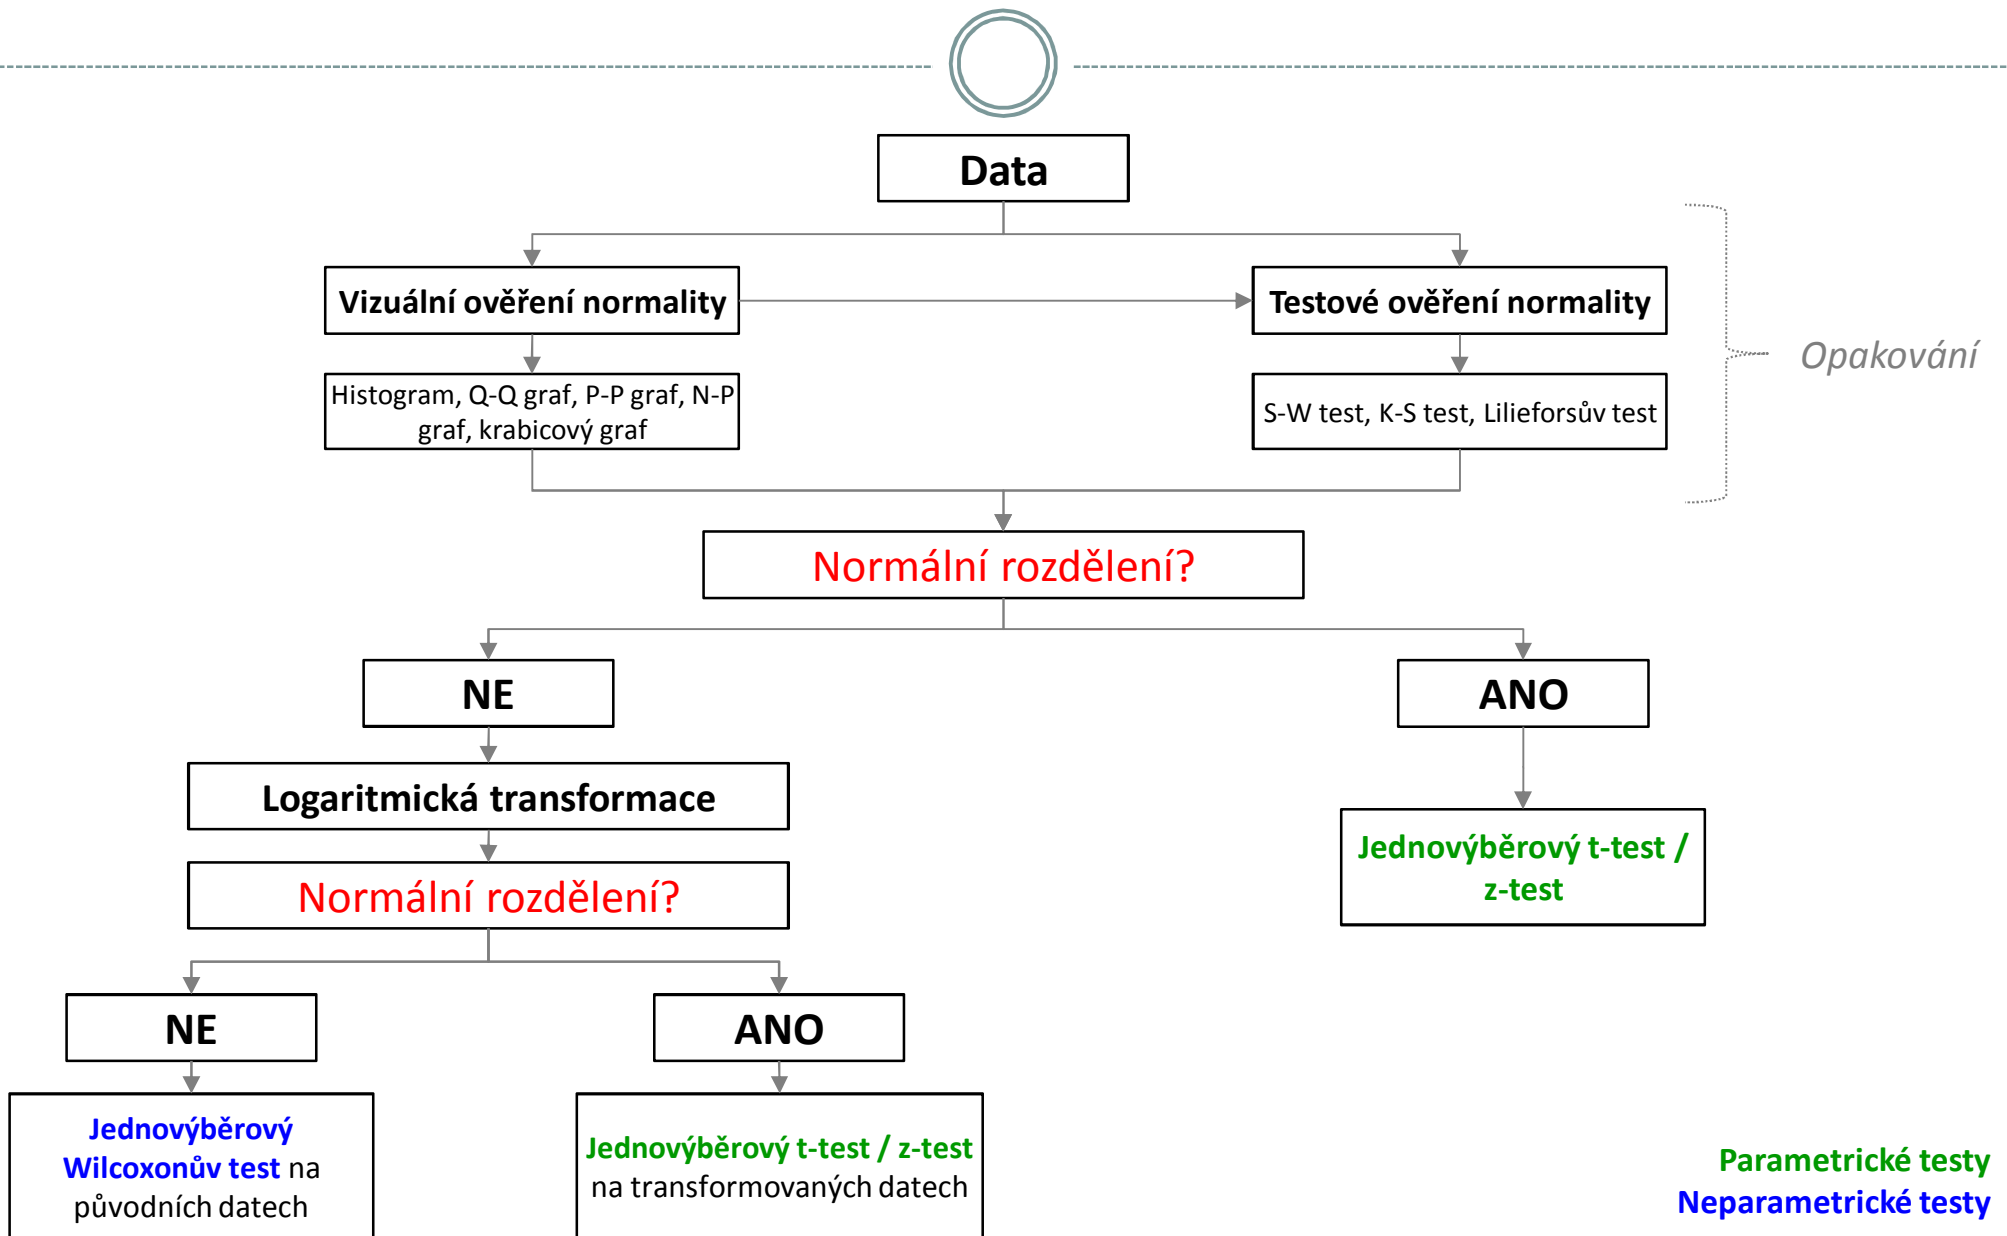 Data
Vizuální ověření normality
Testové ověření normality
Histogram, Q-Q graf, P-P graf, N-P
graf, krabicový graf
S-W test, K-S test, Lilieforsův test
Opakování
Normální rozdělení?
NE
ANO
Logaritmická transformace
Jednovýběrový t-test /
z-test
Normální rozdělení?
NE
ANO
Jednovýběrový
Wilcoxonův test na
původních datech
Jednovýběrový t-test / z-test
na transformovaných datech
Parametrické testy
Neparametrické testy